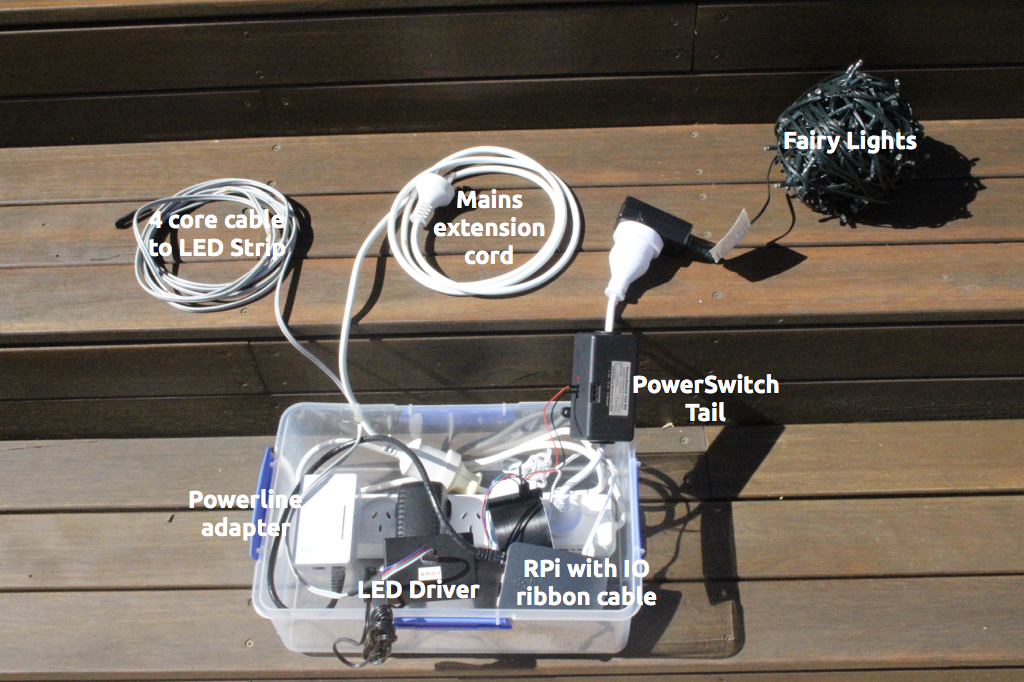 Fairy Lights
4 core cable
to LED Strip
Mains
extension
cord
PowerSwitch
Tail
Powerline
adapter
LED Driver
RPi with IO
ribbon cable